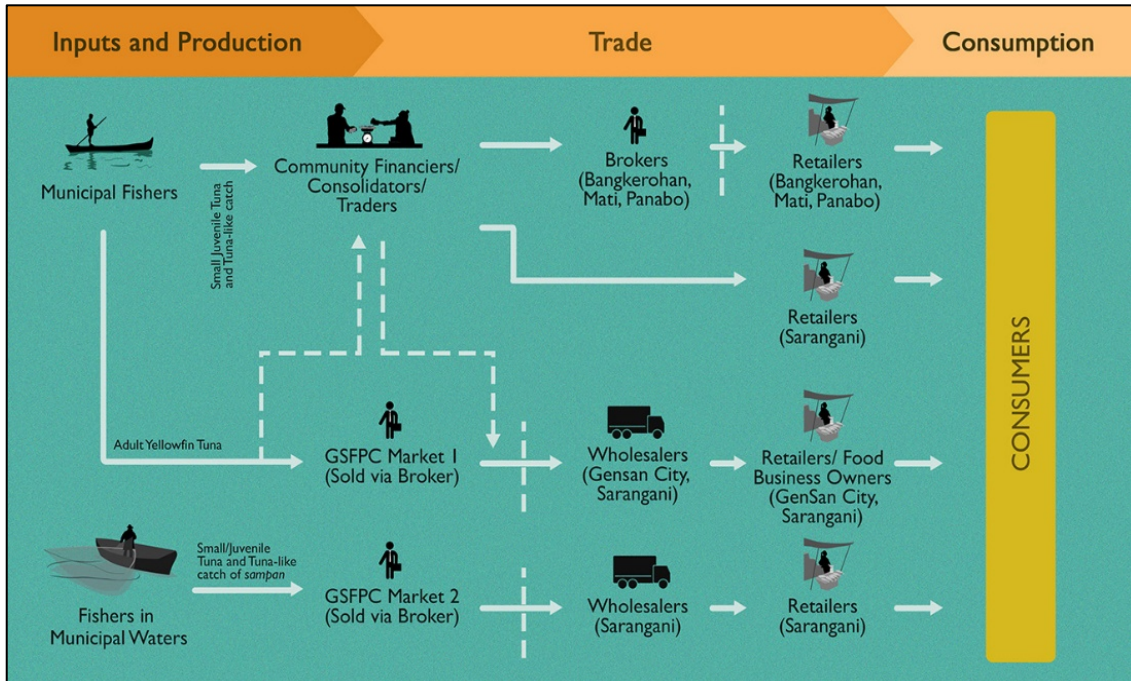 Inputs and Production
Trade
Consumption
Municipal Fishers
Small Juvenile Tuna
and Tuna-like catch
Community Financiers/
Consolidators/
Traders
Brokers
(Bangkerohan,
Mati, Panabo)
Retailers
(Bangkerohan,
Mati, Panabo)
Retailers
(Sarangani)
Adult Yellowfin Tuna
GSFPC Market 1
(Sold via Broker)
Wholesalers
(Gensan City,
Sarangani)
Retailers/ Food
Business Owners
(GenSan City,
Sarangani)
Fishers in
Municipal Waters
Small/Juvenile
Tuna and Tuna-like
catch of sampan
GSFPC Market 2
(Sold via Broker)
Wholesalers
(Sarangani)
Retailers
(Sarangani)
CONSUMERS